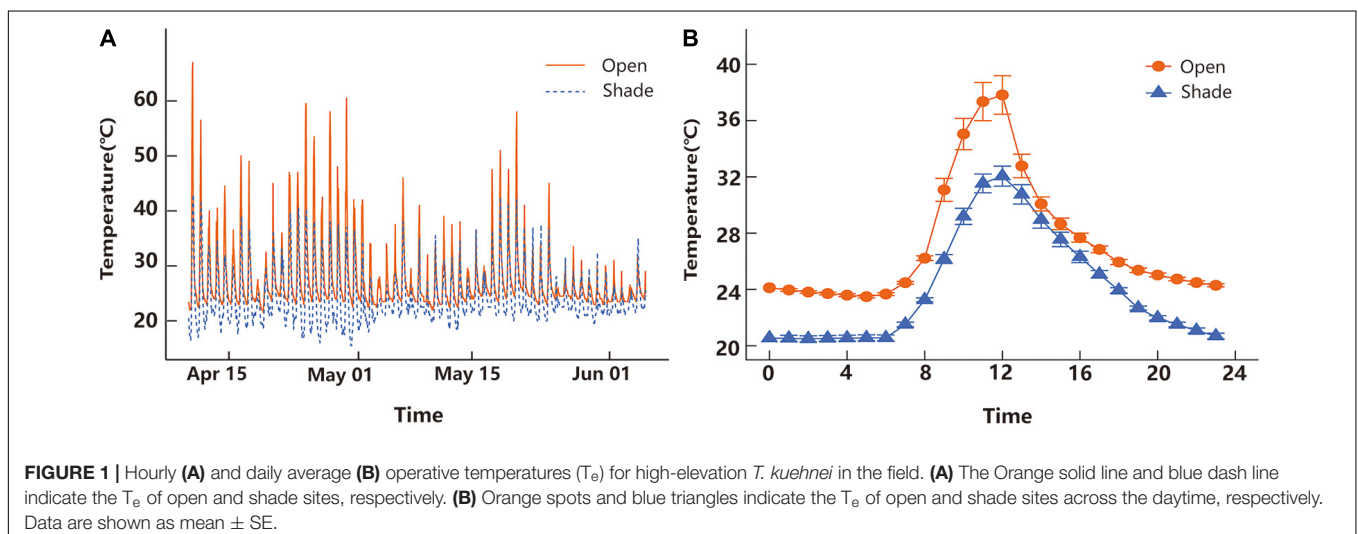 A
Open
Shade
Temperature(℃)
60
50
40
30
20
Apr 15 May 01 May 15 Jun 01
Time
B
Open
Shade
Temperature(℃)
40
36
32
28
24
20
0 4 8 12 16 20 24
Time
FIGURE 1 | Hourly (A) and daily average (B) operative temperatures (Te) for high-elevation T. kuehnei in the field. (A) The Orange solid line and blue dash line
indicate the Te of open and shade sites, respectively. (B) Orange spots and blue triangles indicate the Te of open and shade sites across the daytime, respectively.
Data are shown as mean ± SE.